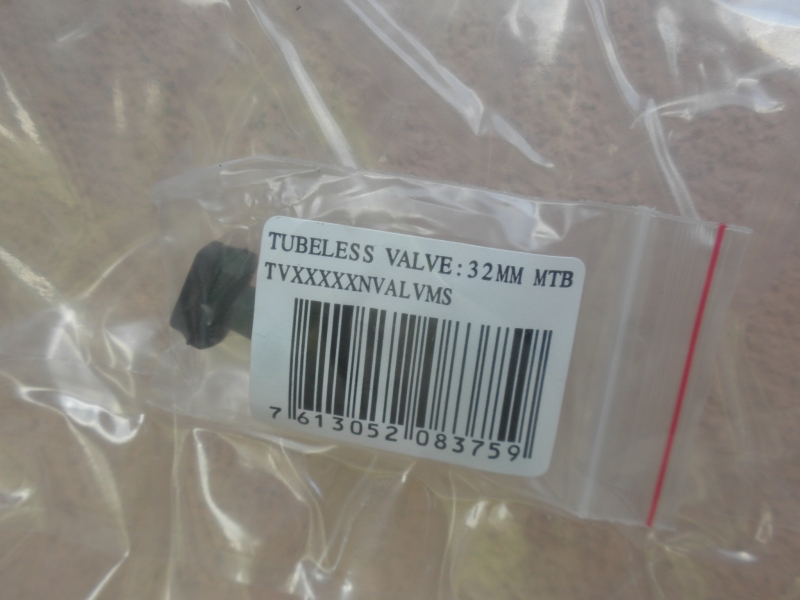 TUBELESS VALVE:32MM MTB
TVXXXXXNVALVMS
7 613052 083759